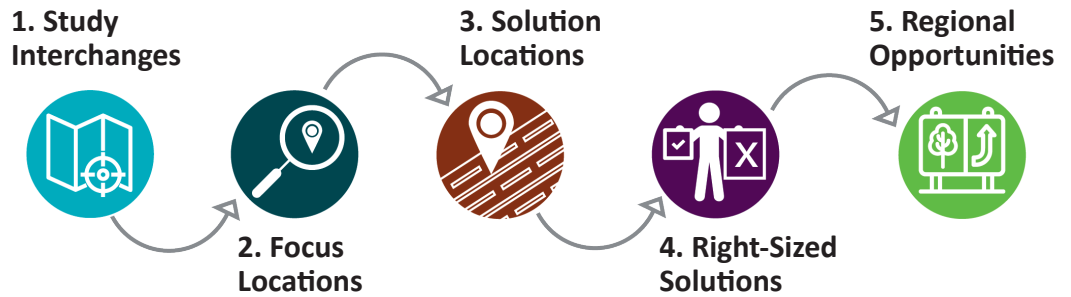 1. Study
Interchanges
2. Focus
Locations
3. Solution
Locations
X
4. Right-Sized
Solutions
5. Regional
Opportunities